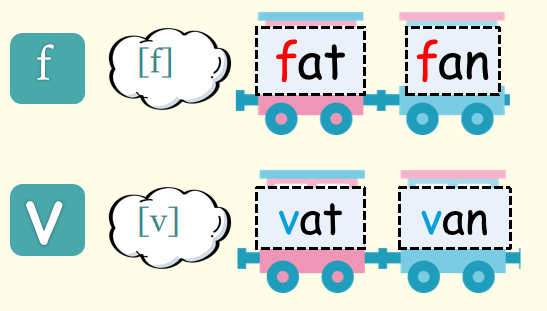 f [f] fat fan
v [v] vat van